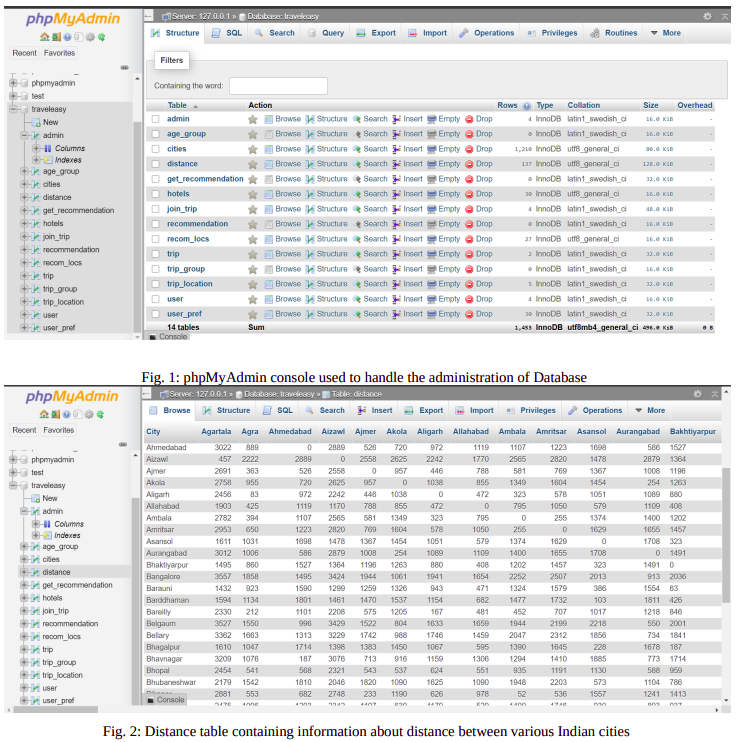 phpMyAdmin
Recent Favorites
phpmyadmin
test
traveleasy
New
admin
Columns
Indexes
age_group
cities
distance
get_recommendation
hotels
join_trip
recommendation
recom_locs
trip
trip_group
trip_location
user
user_pref
Server: 127.0.0.1 » Database: traveleasy
Structure SQL Search Query Export Import Operations Privileges Routines More
Filters
Containing the word:
Table Action Rows Type Collation Size Overhead
admin Browse Structure Search Insert Empty Drop 4 InnoDB latin1_swedish_ci 16.0 KiB -
age_group Browse Structure Search Insert Empty Drop 0 InnoDB latin1_swedish_ci 16.0 KiB -
cities Browse Structure Search Insert Empty Drop 1,210 InnoDB utf8_general_ci 80.0 KiB -
distance Browse Structure Search Insert Empty Drop 137 InnoDB utf8_general_ci 128.0 KiB -
get_recommendation Browse Structure Search Insert Empty Drop 0 InnoDB latin1_swedish_ci 32.0 KiB -
hotels Browse Structure Search Insert Empty Drop 30 InnoDB utf8_general_ci 16.0 KiB -
join_trip Browse Structure Search Insert Empty Drop 4 InnoDB latin1_swedish_ci 48.0 KiB -
recommendation Browse Structure Search Insert Empty Drop 0 InnoDB latin1_swedish_ci 16.0 KiB -
recom_locs Browse Structure Search Insert Empty Drop 27 InnoDB utf8_general_ci 16.0 KiB -
trip Browse Structure Search Insert Empty Drop 2 InnoDB latin1_swedish_ci 32.0 KiB -
trip_group Browse Structure Search Insert Empty Drop 0 InnoDB latin1_swedish_ci 32.0 KiB -
trip_location Browse Structure Search Insert Empty Drop 5 InnoDB latin1_swedish_ci 32.0 KiB -
user Browse Structure Search Insert Empty Drop 4 InnoDB latin1_swedish_ci 16.0 KiB -
user_pref Browse Structure Search Insert Empty Drop 30 InnoDB latin1_swedish_ci 32.0 KiB -
14 tables Sum 1,453 InnoDB utf8mb4_general_ci 496.0 KiB 0 B
Console
Fig. 1: phpMyAdmin console used to handle the administration of Database
phpMyAdmin
Recent Favorites
phpmyadmin
test
traveleasy
New
admin
Columns
Indexes
age_group
cities
distance
get_recommendation
hotels
join_trip
recommendation
recom_locs
trip
trip_group
trip_location
user
user_pref
Server: 127.0.0.1 » Database: traveleasy » Table: distance
Browse Structure SQL Search Insert Export Import Privileges Operations More
City Agartala Agra Ahmedabad Aizawl Ajmer Akola Aligarh Allahabad Ambala Amritsar Asansol Aurangabad Bakhtiyarpur
Ahmedabad 3022 889 0 2889 526 720 972 1119 1107 1223 1698 586 1527
Aizawl 457 2222 2889 0 2558 2625 2242 1770 2565 2820 1478 2879 1364
Ajmer 2691 363 526 2558 0 957 446 788 581 769 1367 1008 1196
Akola 2758 955 720 2625 957 0 1038 855 1349 1604 1454 254 1263
Aligarh 2456 83 972 2242 446 1038 0 472 323 578 1051 1089 880
Allahabad 1903 425 1119 1170 788 855 472 0 795 1050 579 1109 408
Ambala 2782 394 1107 2565 581 1349 323 795 0 255 1374 1400 1202
Amritsar 2953 650 1223 2820 769 1604 578 1050 255 0 1629 1655 1457
Asansol 1611 1031 1698 1478 1367 1454 1051 579 1374 1629 0 1708 323
Aurangabad 3012 1006 586 2879 1008 254 1089 1109 1400 1655 1708 0 1491
Bhaktiyarpur 1495 860 1527 1364 1196 1263 880 408 1202 1457 323 1491 0
Bangalore 3557 1858 1495 3424 1944 1061 1941 1654 2252 2507 2013 913 2036
Barauni 1432 923 1590 1299 1259 1326 943 471 1324 1579 386 1554 63
Barddhaman 1594 1134 1801 1461 1470 1537 1154 682 1477 1732 103 1811 426
Bareilly 2330 212 1101 2208 575 1205 167 481 452 707 1017 1218 846
Belgaum 3527 1550 996 3429 1522 804 1633 1659 1944 2199 2218 550 2001
Bellary 3362 1663 1313 3229 1742 988 1746 1459 2047 2312 1856 734 1841
Bhagalpur 1610 1047 1714 1398 1383 1450 1067 595 1390 1645 228 1678 187
Bhavnagar 3209 1076 187 3076 713 916 1159 1306 1294 1410 1885 773 1714
Bhopal 2454 541 568 2321 543 537 624 551 935 1191 1130 588 959
Bhubaneshwar 2179 1542 1810 2046 1820 1090 1625 1090 1948 2203 573 1104 786
2881 553 682 2748 233 1190 626 978 52 536 1557 1241 1413
Console
Fig. 2: Distance table containing information about distance between various Indian cities